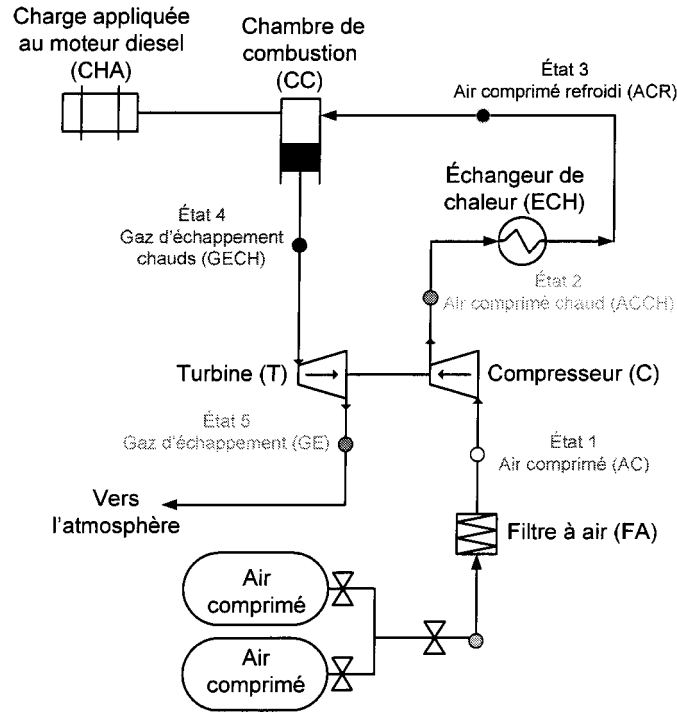 Charge appliquée
au moteur diesel
(CHA)
Chambre de
combustion
(CC)
État 3
Air comprimé refroidi (ACR)
Échangeur de
chaleur (ECH)
État 4
Gaz d'échappement
chauds (GECH)
État 2
Air comprimé chaud (ACCH)
Turbine (T)
Compresseur (C)
État 5
Gaz d'échappement (GE)
État 1
Air comprimé (AC)
Vers
l'atmosphère
Filtre à air (FA)
Air
comprimé
Air
comprimé